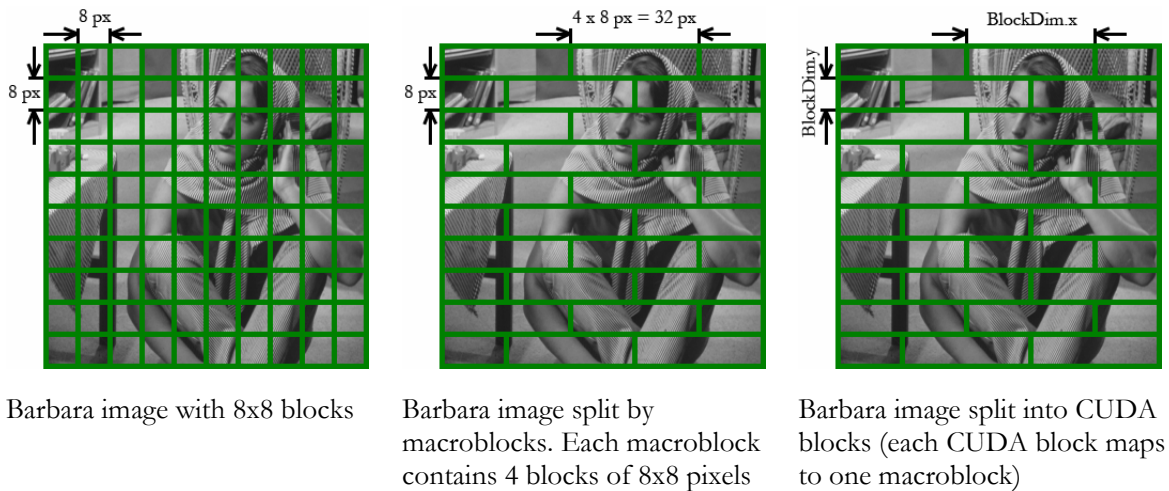 8 px
8 px
Barbara image with 8x8 blocks
4 x 8 px = 32 px
8 px
Barbara image split by
macroblocks. Each macroblock
contains 4 blocks of 8x8 pixels
BlockDim.x
BlockDim.y
Barbara image split into CUDA
blocks (each CUDA block maps
to one macroblock)